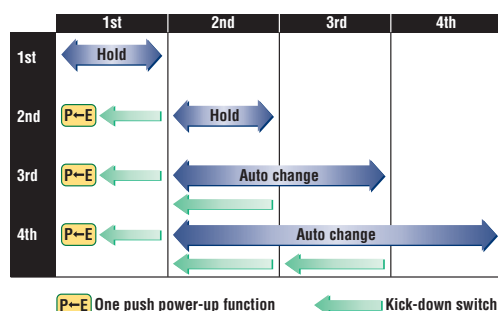 1st 2nd 3rd 4th
1st Hold
2nd P←E Hold
3rd P←E Auto change
4th P←E Auto change
P←E One push power-up function Kick-down switch